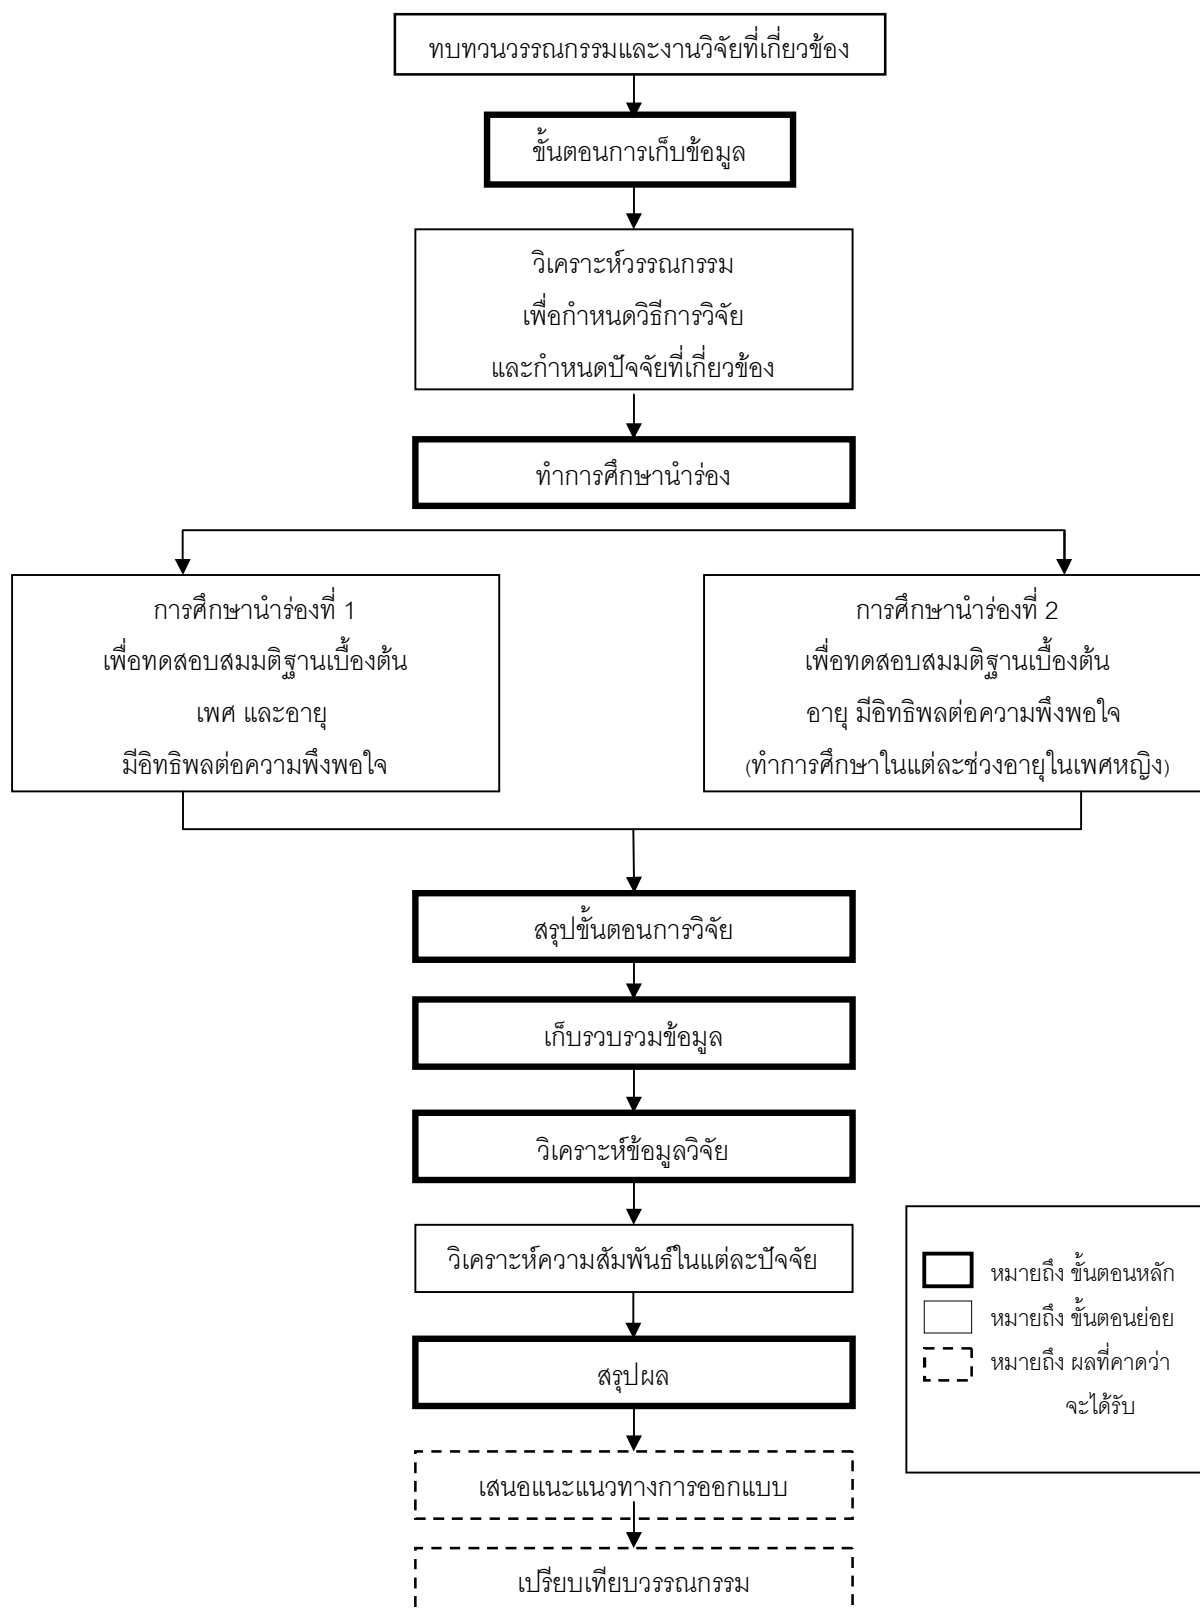 ทบทวนวรรณกรรมและงานวิจัยที่เกี่ยวข้อง
ขั้นตอนการเก็บข้อมูล
วิเคราะห์วรรณกรรม
เพื่อกำหนดวิธีการวิจัย
และกำหนดปัจจัยที่เกี่ยวข้อง
ทำการศึกษานำร่อง
การศึกษานำร่องที่ 1
เพื่อทดสอบสมมติฐานเบื้องต้น
เพศ และอายุ
มีอิทธิพลต่อความพึงพอใจ
การศึกษานำร่องที่ 2
เพื่อทดสอบสมมติฐานเบื้องต้น
อายุ มีอิทธิพลต่อความพึงพอใจ
(ทำการศึกษาในแต่ละช่วงอายุในเพศหญิง)
สรุปขั้นตอนการวิจัย
เก็บรวบรวมข้อมูล
วิเคราะห์ข้อมูลวิจัย
วิเคราะห์ความสัมพันธ์ในแต่ละปัจจัย
สรุปผล
เสนอแนะแนวทางการออกแบบ
เปรียบเทียบวรรณกรรม
หมายถึง ขั้นตอนหลัก
หมายถึง ขั้นตอนย่อย
หมายถึง ผลที่คาดว่า
จะได้รับ